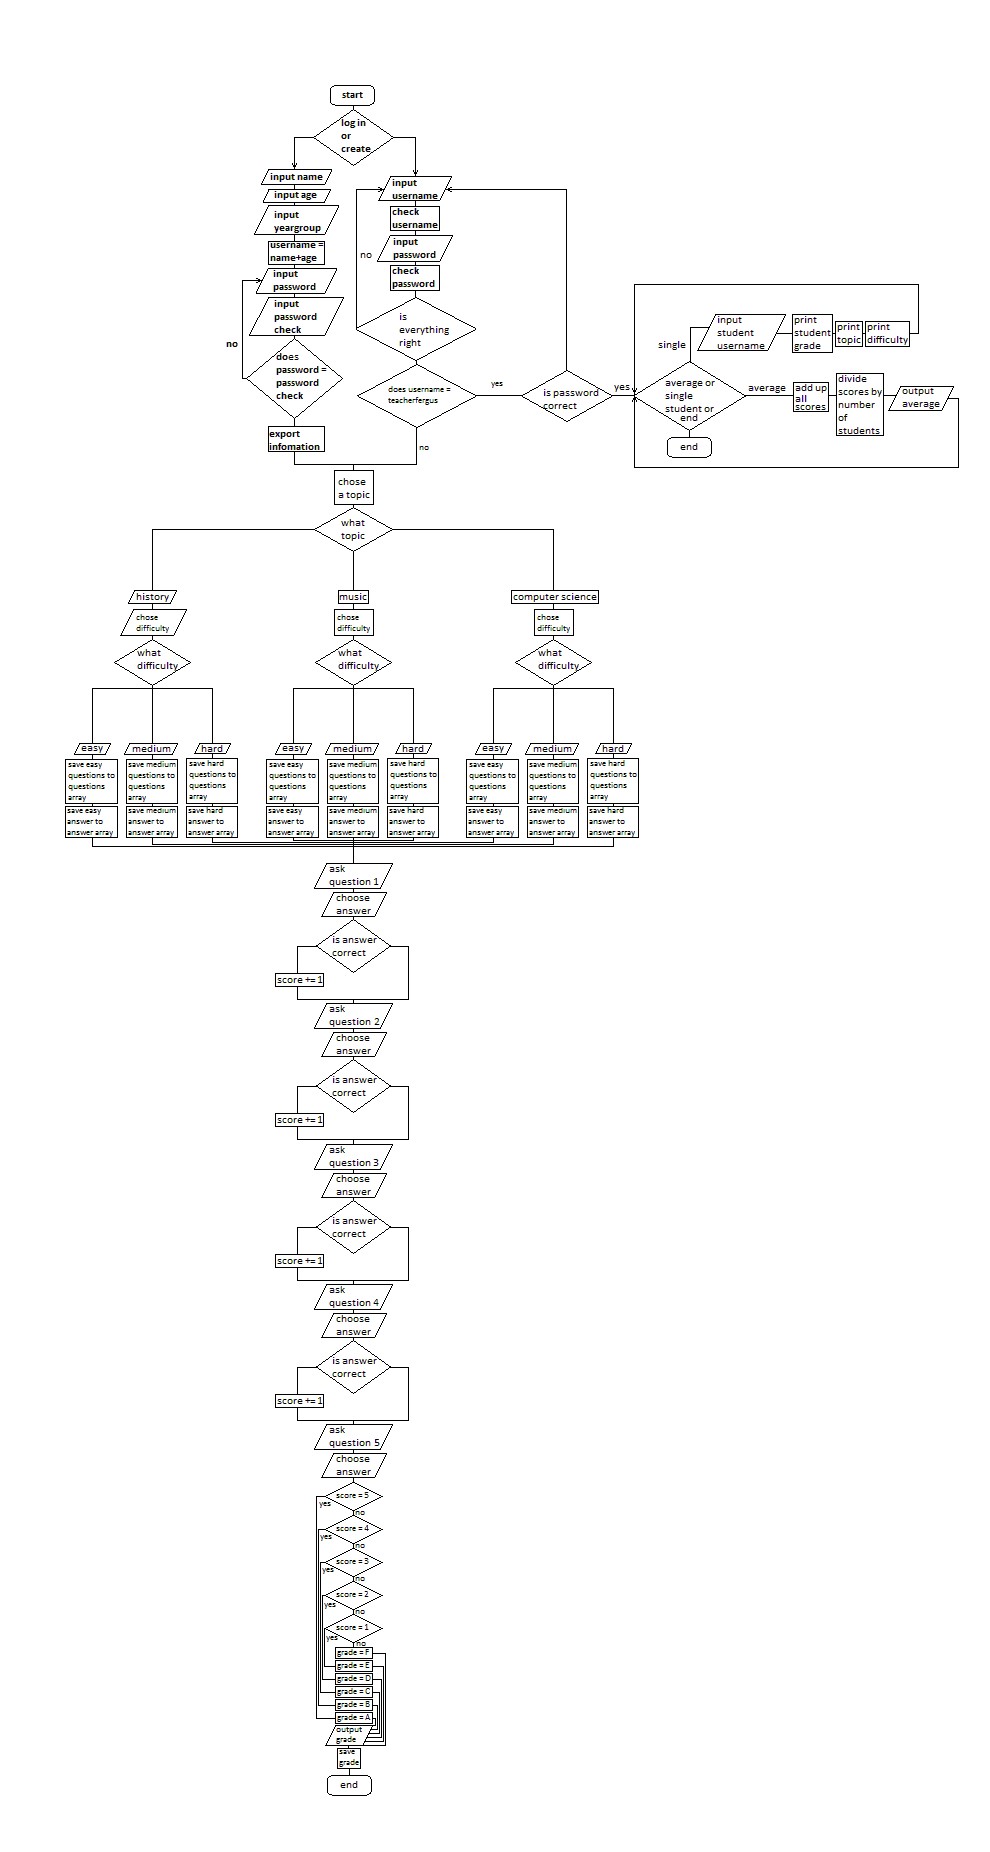 start
log in
or
create
input name
input age
input
yeargroup
username =
name+age
input
password
input
password
check
no
does
password =
password
check
export
infomation
input
username
check
username
no
input
password
check
password
is
everything
right
does username =
teacherfergus
yes
no
is password
correct
yes
single
input
student
username
print
student
grade
print
topic
print
difficulty
average or
single
student or
end
average
add up
all
scores
divide
scores by
number
of
students
output
average
end
chose
a topic
what
topic
history
music
computer science
chose
difficulty
chose
difficulty
chose
difficulty
what
difficulty
what
difficulty
what
difficulty
easy
medium
hard
easy
medium
hard
easy
medium
hard
save easy
questions to
questions
array
save medium
questions to
questions
array
save hard
questions to
questions
array
save easy
questions to
questions
array
save medium
questions to
questions
array
save hard
questions to
questions
array
save easy
questions to
questions
array
save medium
questions to
questions
array
save hard
questions to
questions
array
save easy
answer to
answer array
save medium
answer to
answer array
save hard
answer to
answer array
save easy
answer to
answer array
save medium
answer to
answer array
save hard
answer to
answer array
save easy
answer to
answer array
save medium
answer to
answer array
save hard
answer to
answer array
ask
question 1
choose
answer
is answer
correct
score +=1
ask
question 2
choose
answer
is answer
correct
score +=1
ask
question 3
choose
answer
is answer
correct
score +=1
ask
question 4
choose
answer
is answer
correct
score +=1
ask
question 5
choose
answer
score = 5
yes
no
score = 4
yes
no
score = 3
yes
no
score = 2
yes
no
score = 1
yes
no
grade = F
grade = E
grade = D
grade = C
grade = B
grade = A
output
grade
save
grade
end